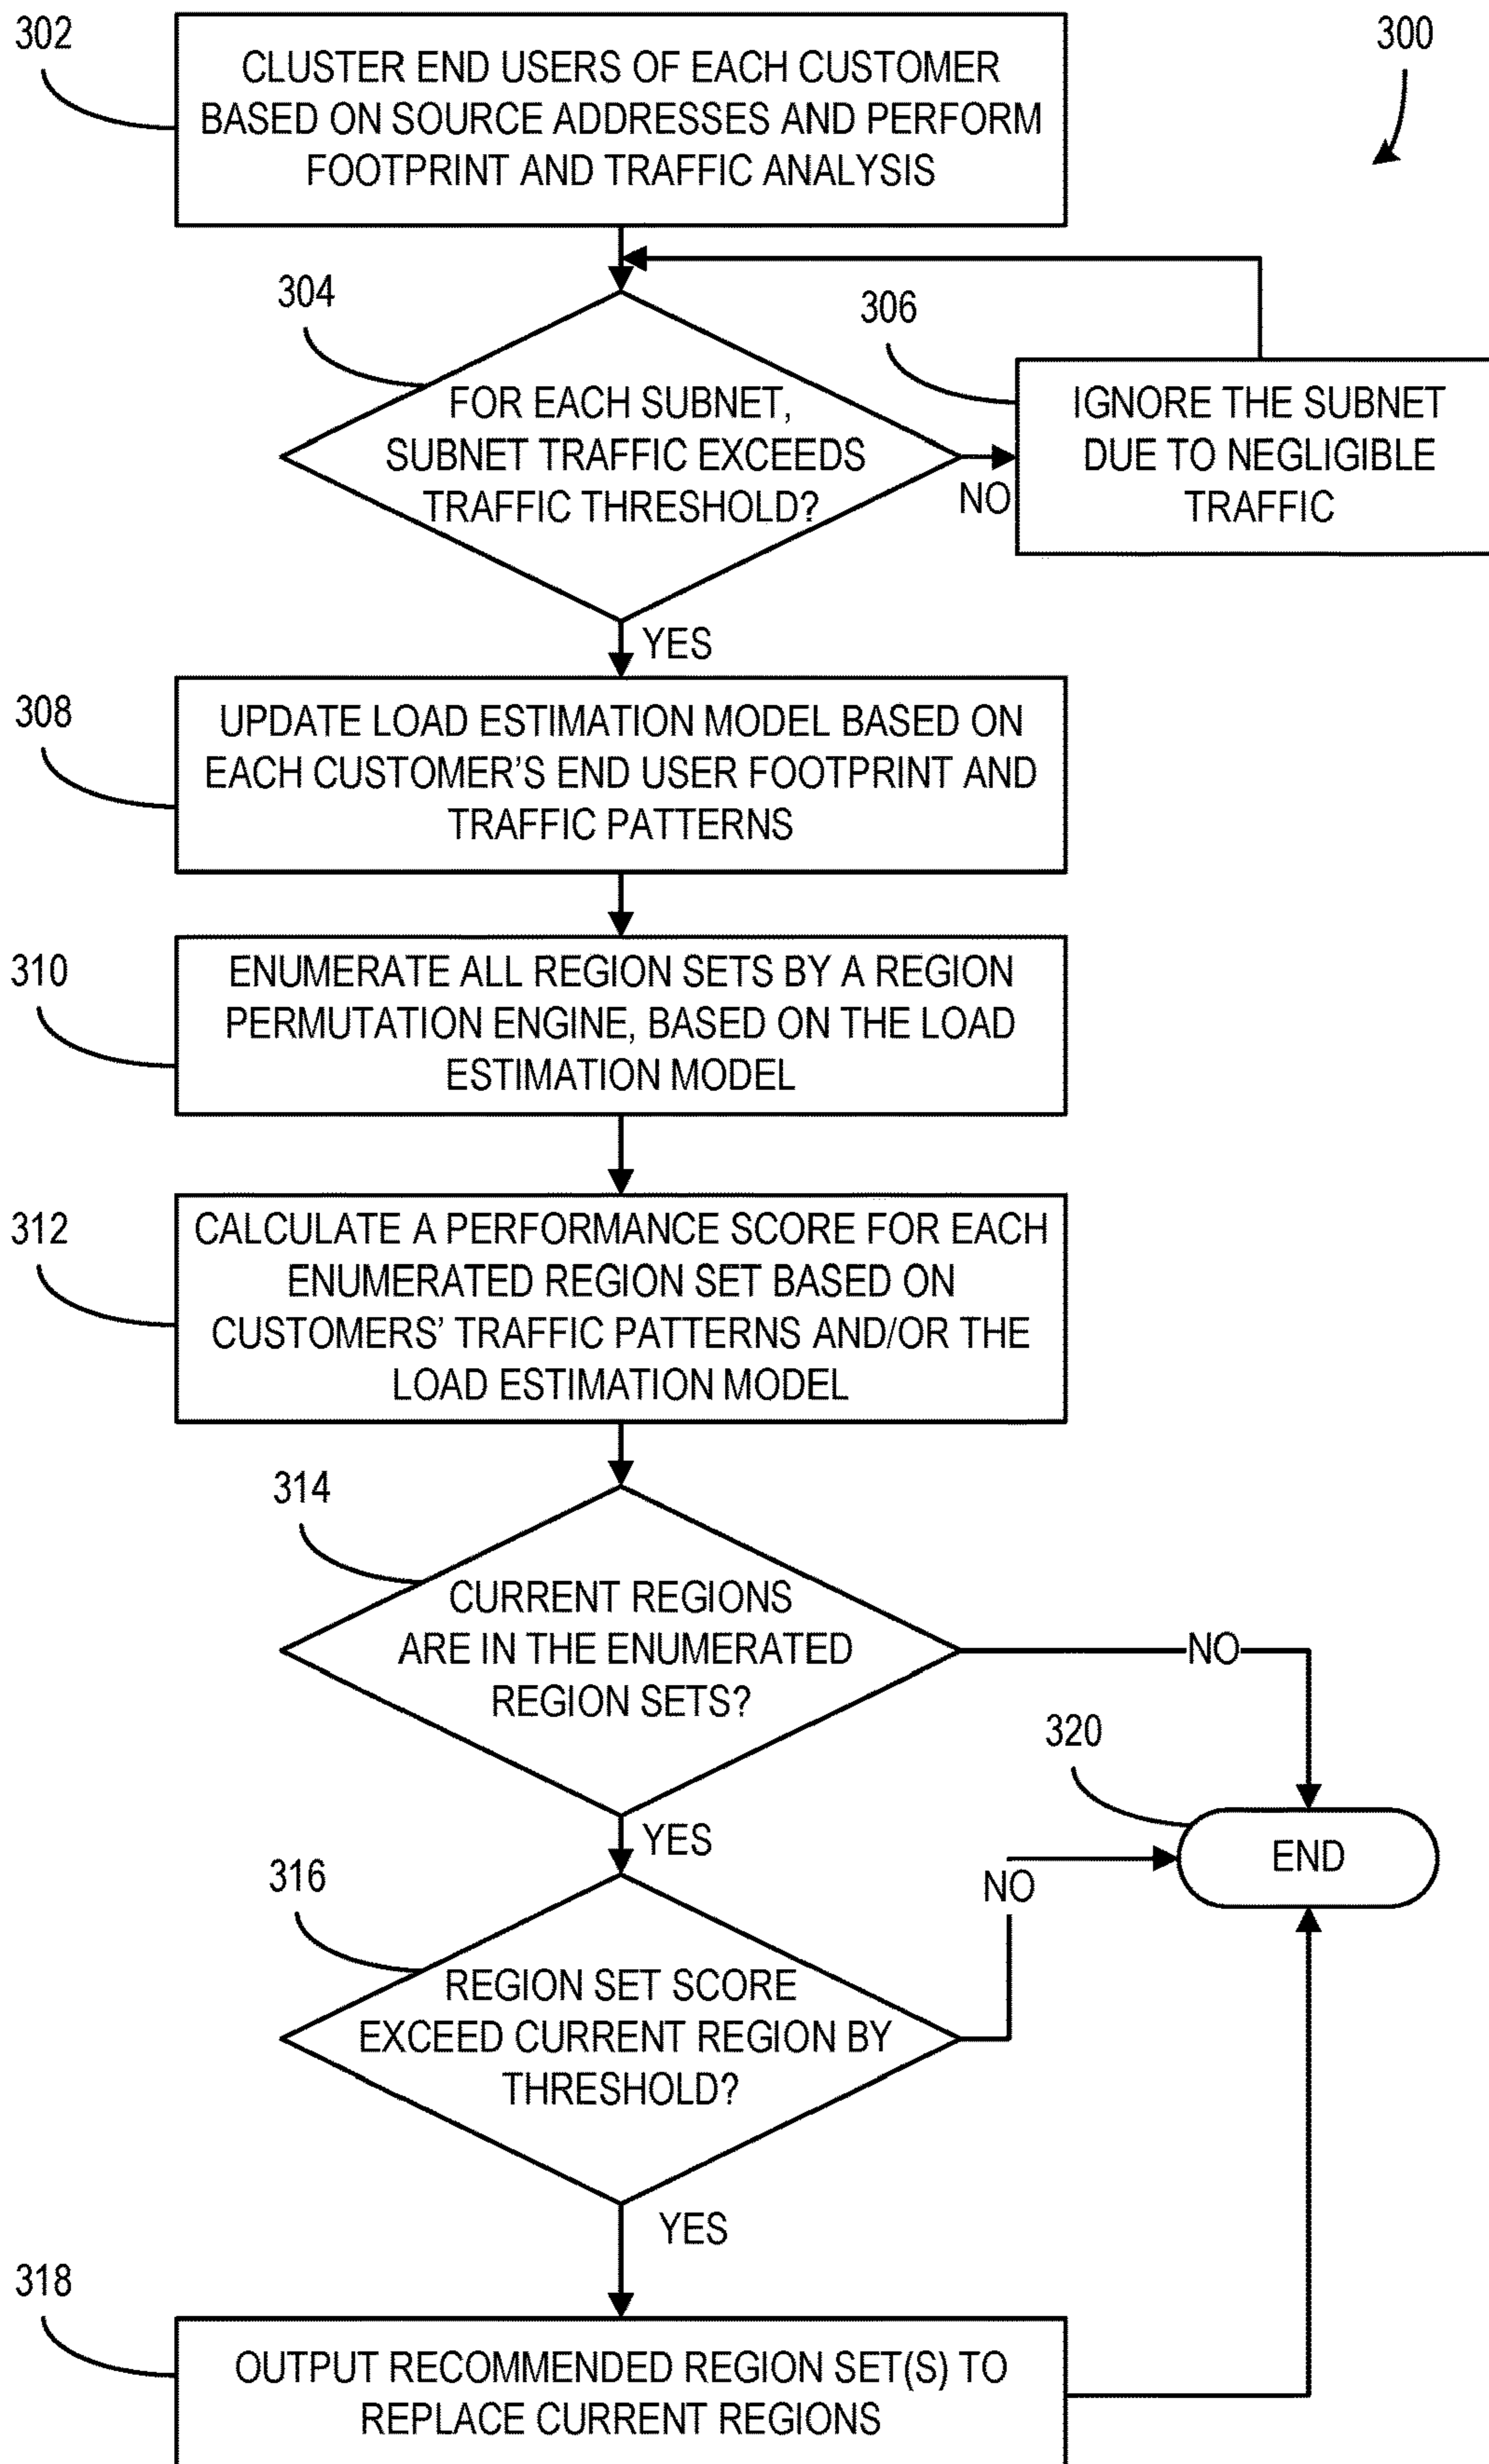 302
300
CLUSTER END USERS OF EACH CUSTOMER
BASED ON SOURCE ADDRESSES AND PERFORM
FOOTPRINT AND TRAFFIC ANALYSIS
304
FOR EACH SUBNET,
SUBNET TRAFFIC EXCEEDS
TRAFFIC THRESHOLD?
NO
306
IGNORE THE SUBNET
DUE TO NEGLIGIBLE
TRAFFIC
YES
308
UPDATE LOAD ESTIMATION MODEL BASED ON
EACH CUSTOMER'S END USER FOOTPRINT AND
TRAFFIC PATTERNS
310
ENUMERATE ALL REGION SETS BY A REGION
PERMUTATION ENGINE, BASED ON THE LOAD
ESTIMATION MODEL
312
CALCULATE A PERFORMANCE SCORE FOR EACH
ENUMERATED REGION SET BASED ON
CUSTOMERS' TRAFFIC PATTERNS AND/OR THE
LOAD ESTIMATION MODEL
314
CURRENT REGIONS
ARE IN THE ENUMERATED
REGION SETS?
NO
320
END
YES
316
REGION SET SCORE
EXCEED CURRENT REGION BY
THRESHOLD?
NO
YES
318
OUTPUT RECOMMENDED REGION SET(S) TO
REPLACE CURRENT REGIONS